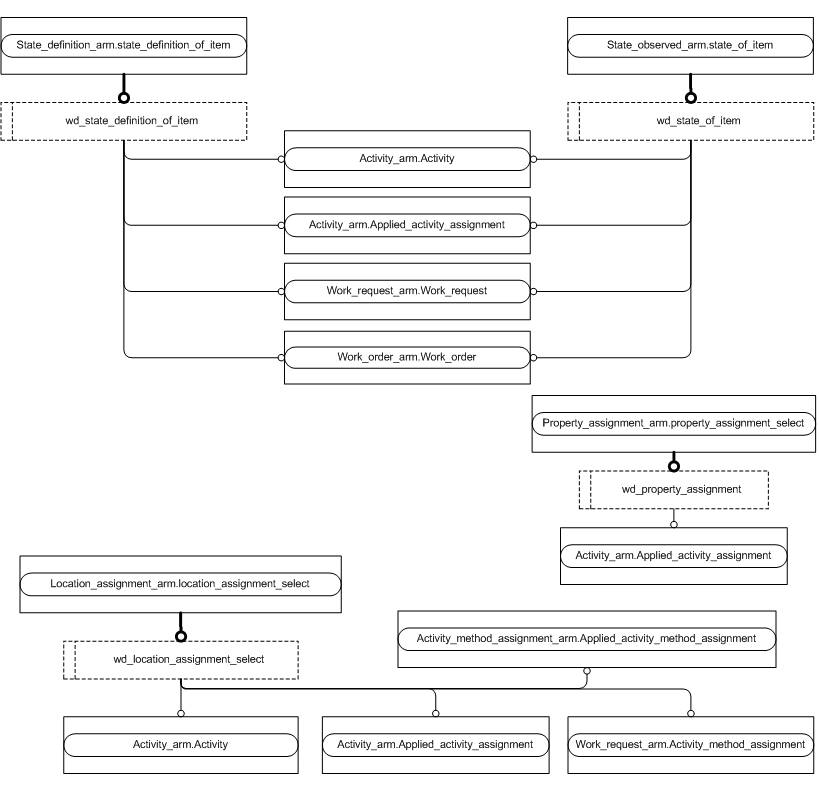 State_definition_arm.state_definition_of_item
State_observed_arm.state_of_item
wd_state_definition_of_item
wd_state_of_item
Activity_arm.Activity
Activity_arm.Applied_activity_assignment
Work_request_arm.Work_request
Work_order_arm.Work_order
Property_assignment_arm.property_assignment_select
wd_property_assignment
Activity_arm.Applied_activity_assignment
Location_assignment_arm.location_assignment_select
Activity_method_assignment_arm.Applied_activity_method_assignment
wd_location_assignment_select
Activity_arm.Activity
Activity_arm.Applied_activity_assignment
Work_request_arm.Activity_method_assignment